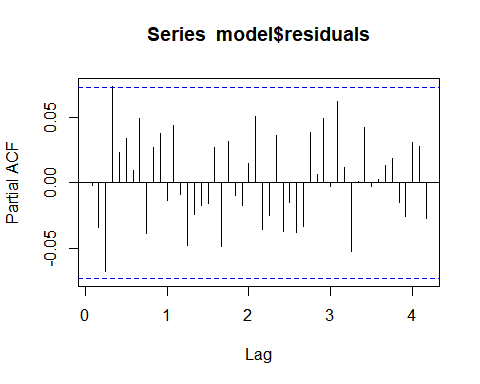 Series model$residuals
Partial ACF
0.05
0.00
-0.05
0 1 2 3 4
Lag